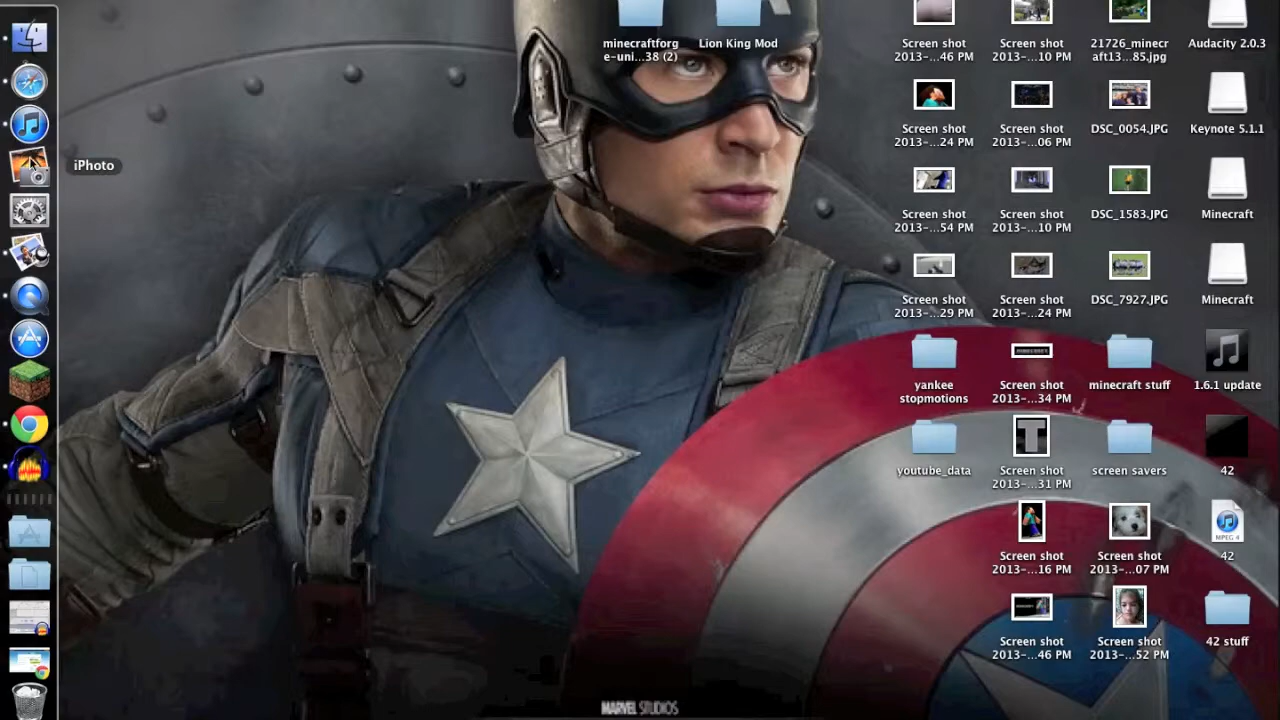 iPhoto
minecraftforg
e-uni...38 (2)
Lion King Mod
Screen shot
2013-...46 PM
Screen shot
2013-...10 PM
21726_minecr
aft13...85.jpg
Audacity 2.0.3
Screen shot
2013-...24 PM
Screen shot
2013-...06 PM
DSC_0054.JPG
Keynote 5.1.1
Screen shot
2013-...54 PM
Screen shot
2013-...10 PM
DSC_1583.JPG
Minecraft
Screen shot
2013-...29 PM
Screen shot
2013-...24 PM
DSC_7927.JPG
Minecraft
yankee
stopmotions
Screen shot
2013-...34 PM
minecraft stuff
1.6.1 update
youtube_data
Screen shot
2013-...31 PM
screen savers
42
Screen shot
2013-...16 PM
Screen shot
2013-...07 PM
MPEG 4
42
Screen shot
2013-...46 PM
Screen shot
2013-...52 PM
42 stuff
T
MARVEL STUDIOS